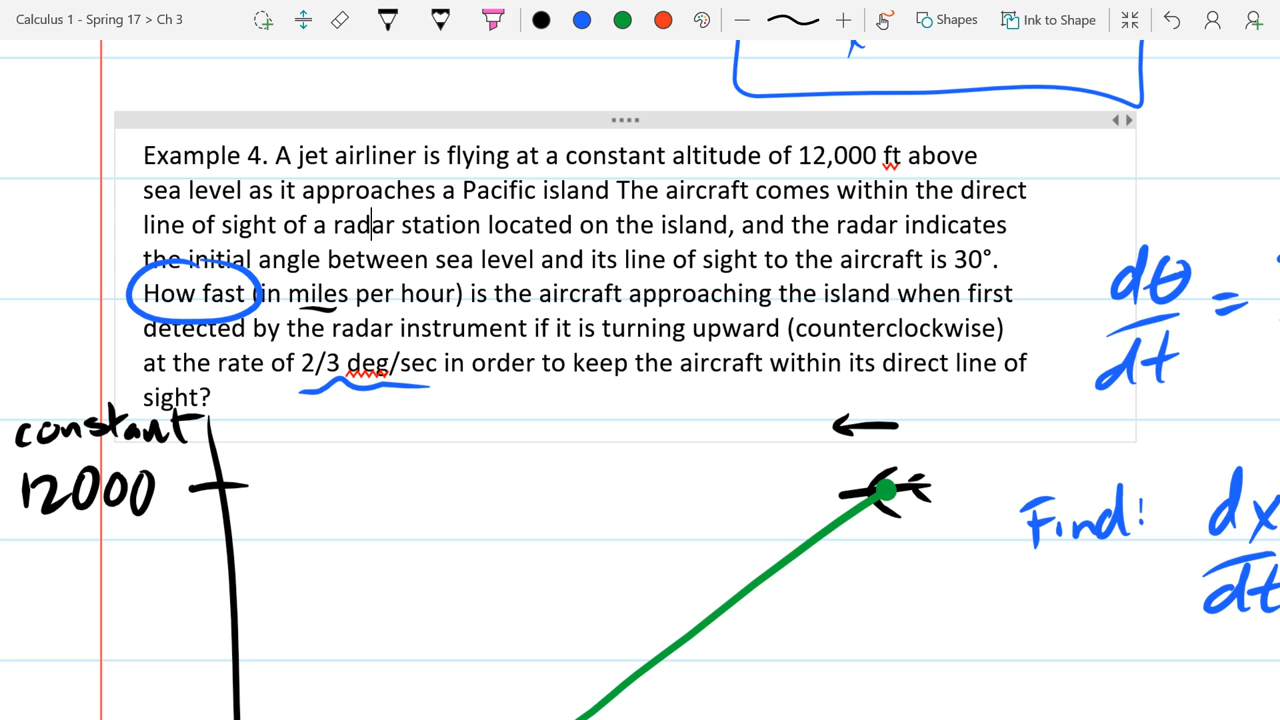 Calculus 1 - Spring 17 > Ch 3
Shapes
Ink to Shape
Example 4. A jet airliner is flying at a constant altitude of 12,000 ft above
sea level as it approaches a Pacific island The aircraft comes within the direct
line of sight of a radar station located on the island, and the radar indicates
the initial angle between sea level and its line of sight to the aircraft is 30°.
How fast (in miles per hour) is the aircraft approaching the island when first
detected by the radar instrument if it is turning upward (counterclockwise)
at the rate of 2/3 deg/sec in order to keep the aircraft within its direct line of
sight?
dθ/dt =
constant
12000
Find: dx/dt